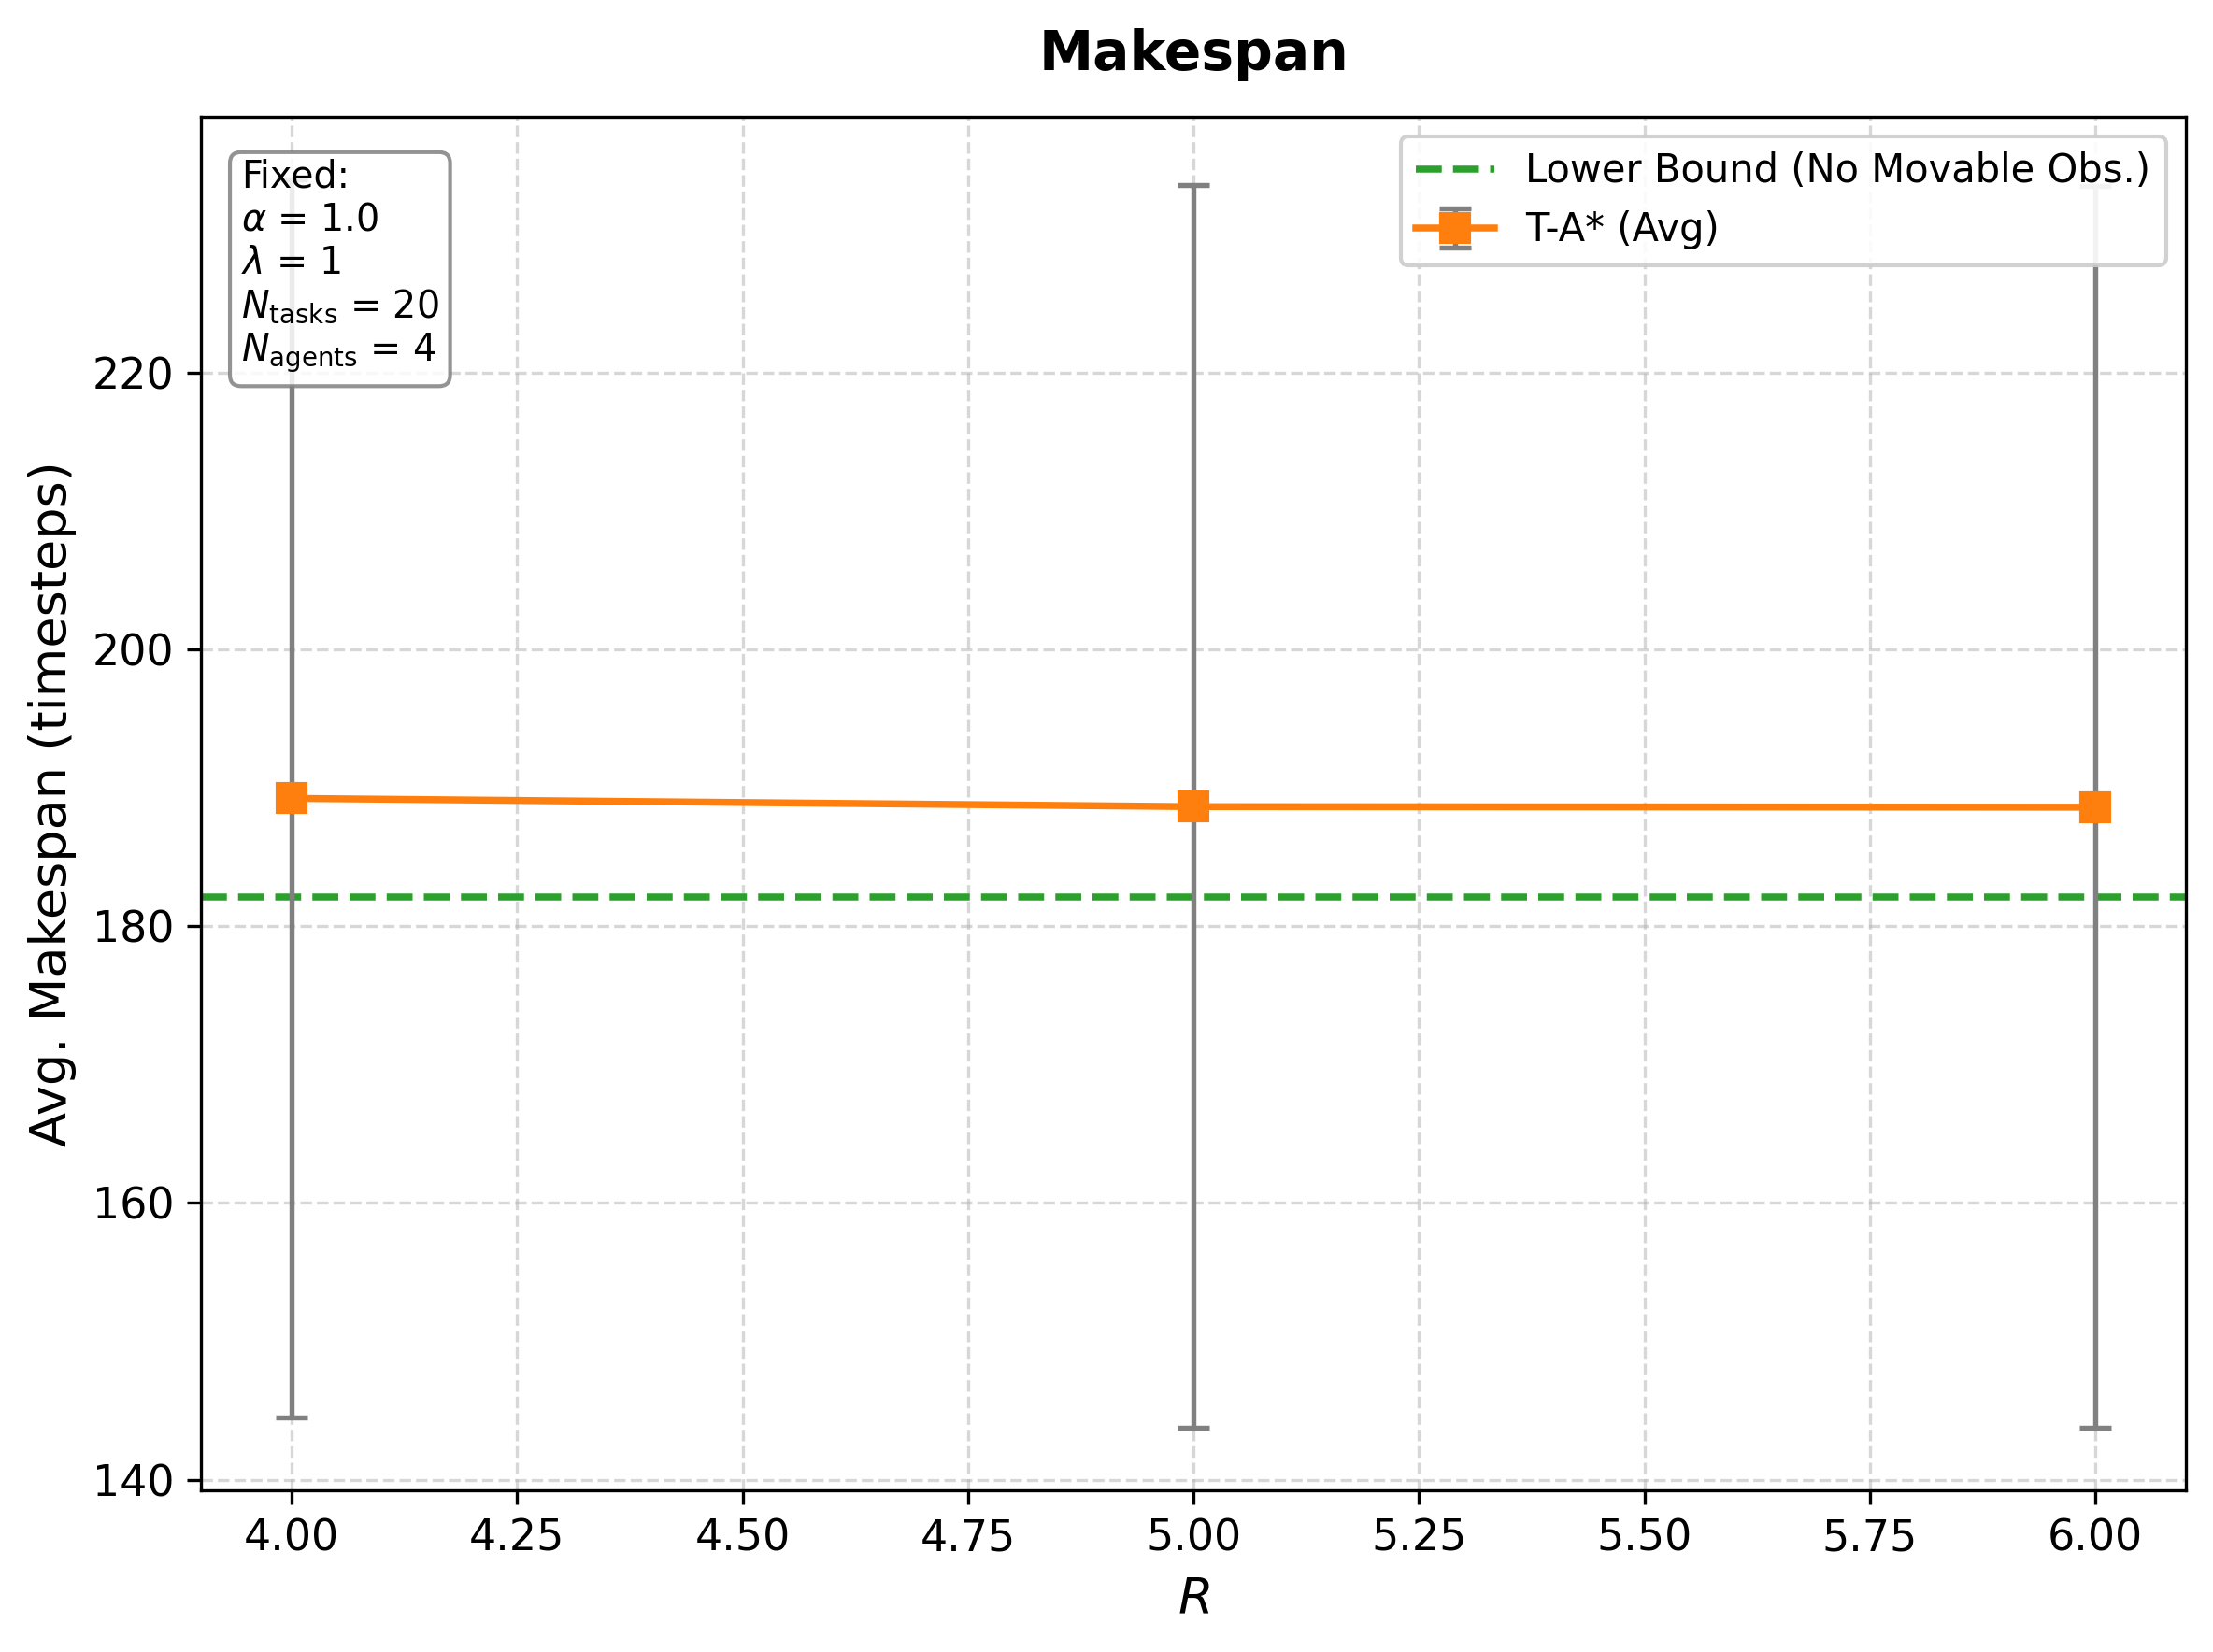 Makespan
Fixed:
α = 1.0
λ = 1
N_tasks = 20
N_agents = 4
Lower Bound (No Movable Obs.)
T-A* (Avg)
Avg. Makespan (timesteps)
220
200
180
160
140
4.00 4.25 4.50 4.75 5.00 5.25 5.50 5.75 6.00
R